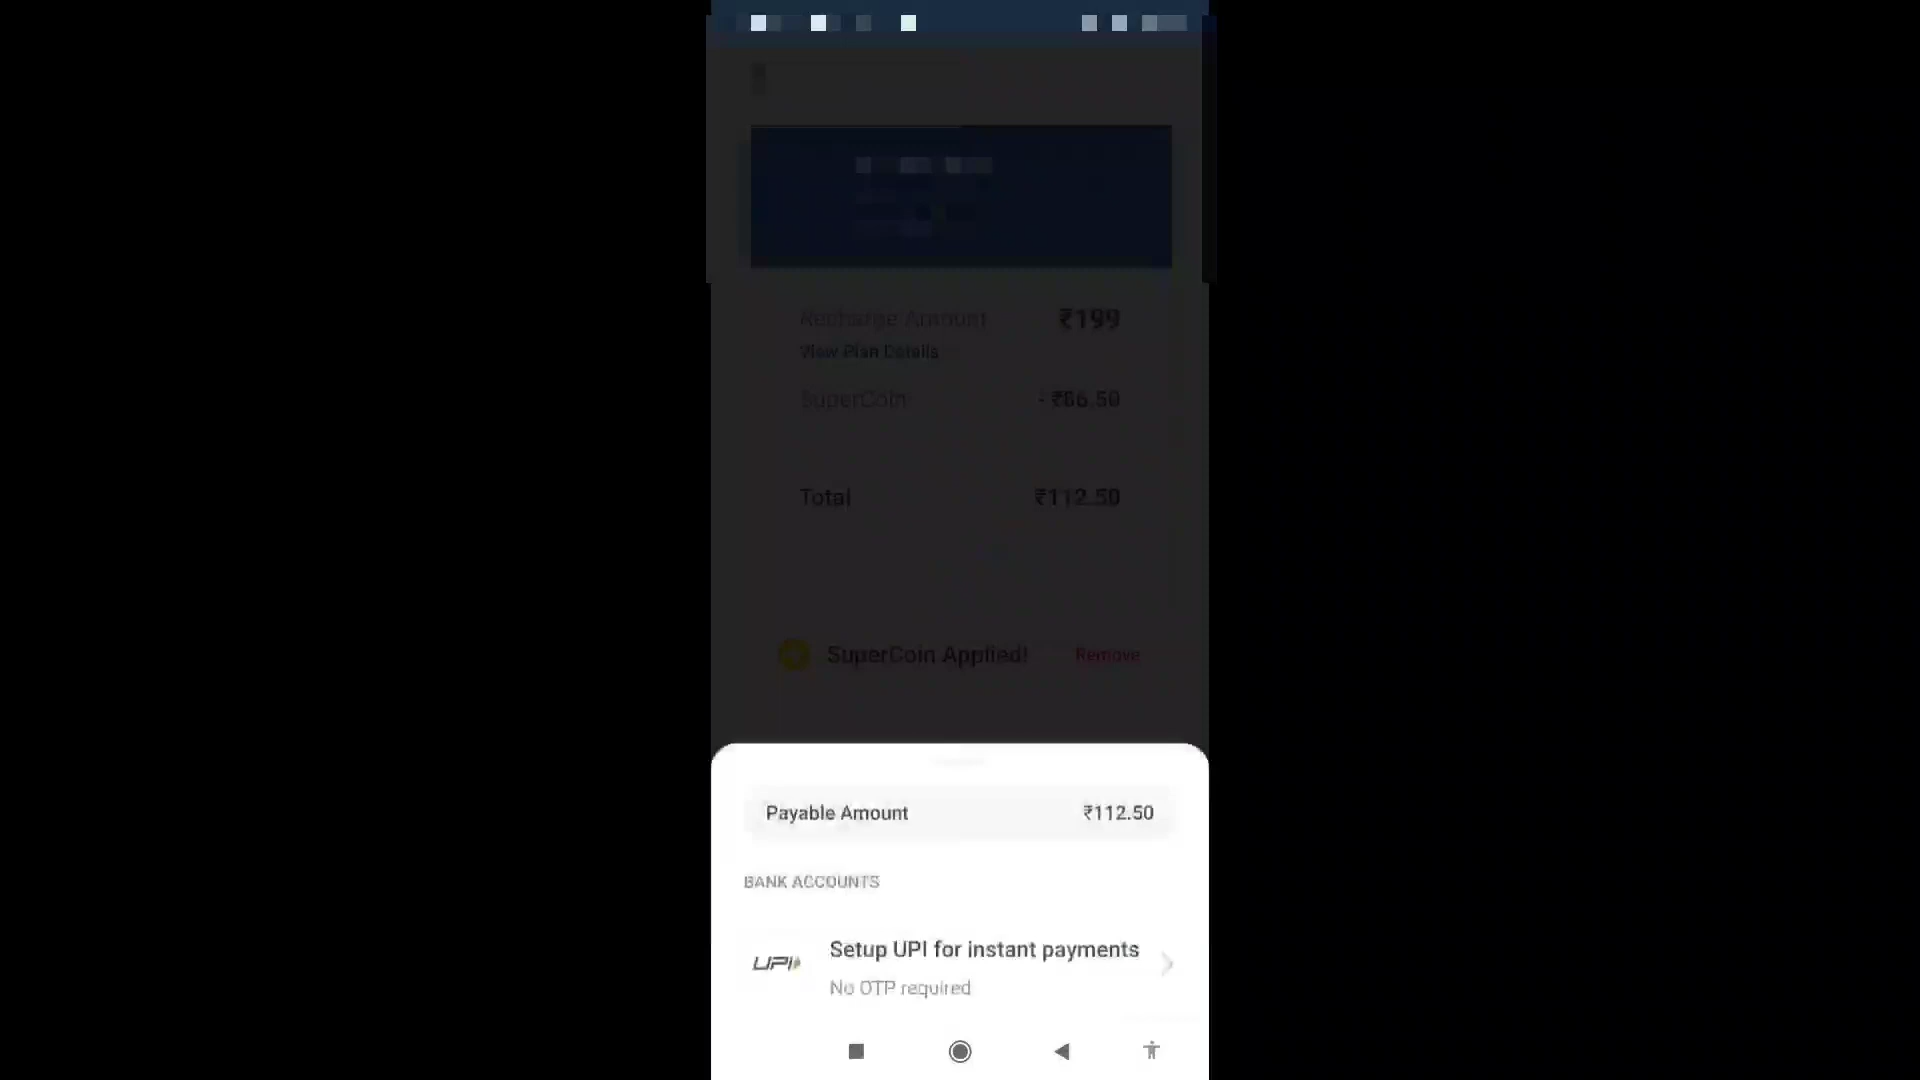 Recharge Amount ₹199
View Plan Details
SuperCoin - ₹86.50
Total ₹112.50
SuperCoin Applied! Remove
Payable Amount ₹112.50
BANK ACCOUNTS
UPI
Setup UPI for instant payments
No OTP required